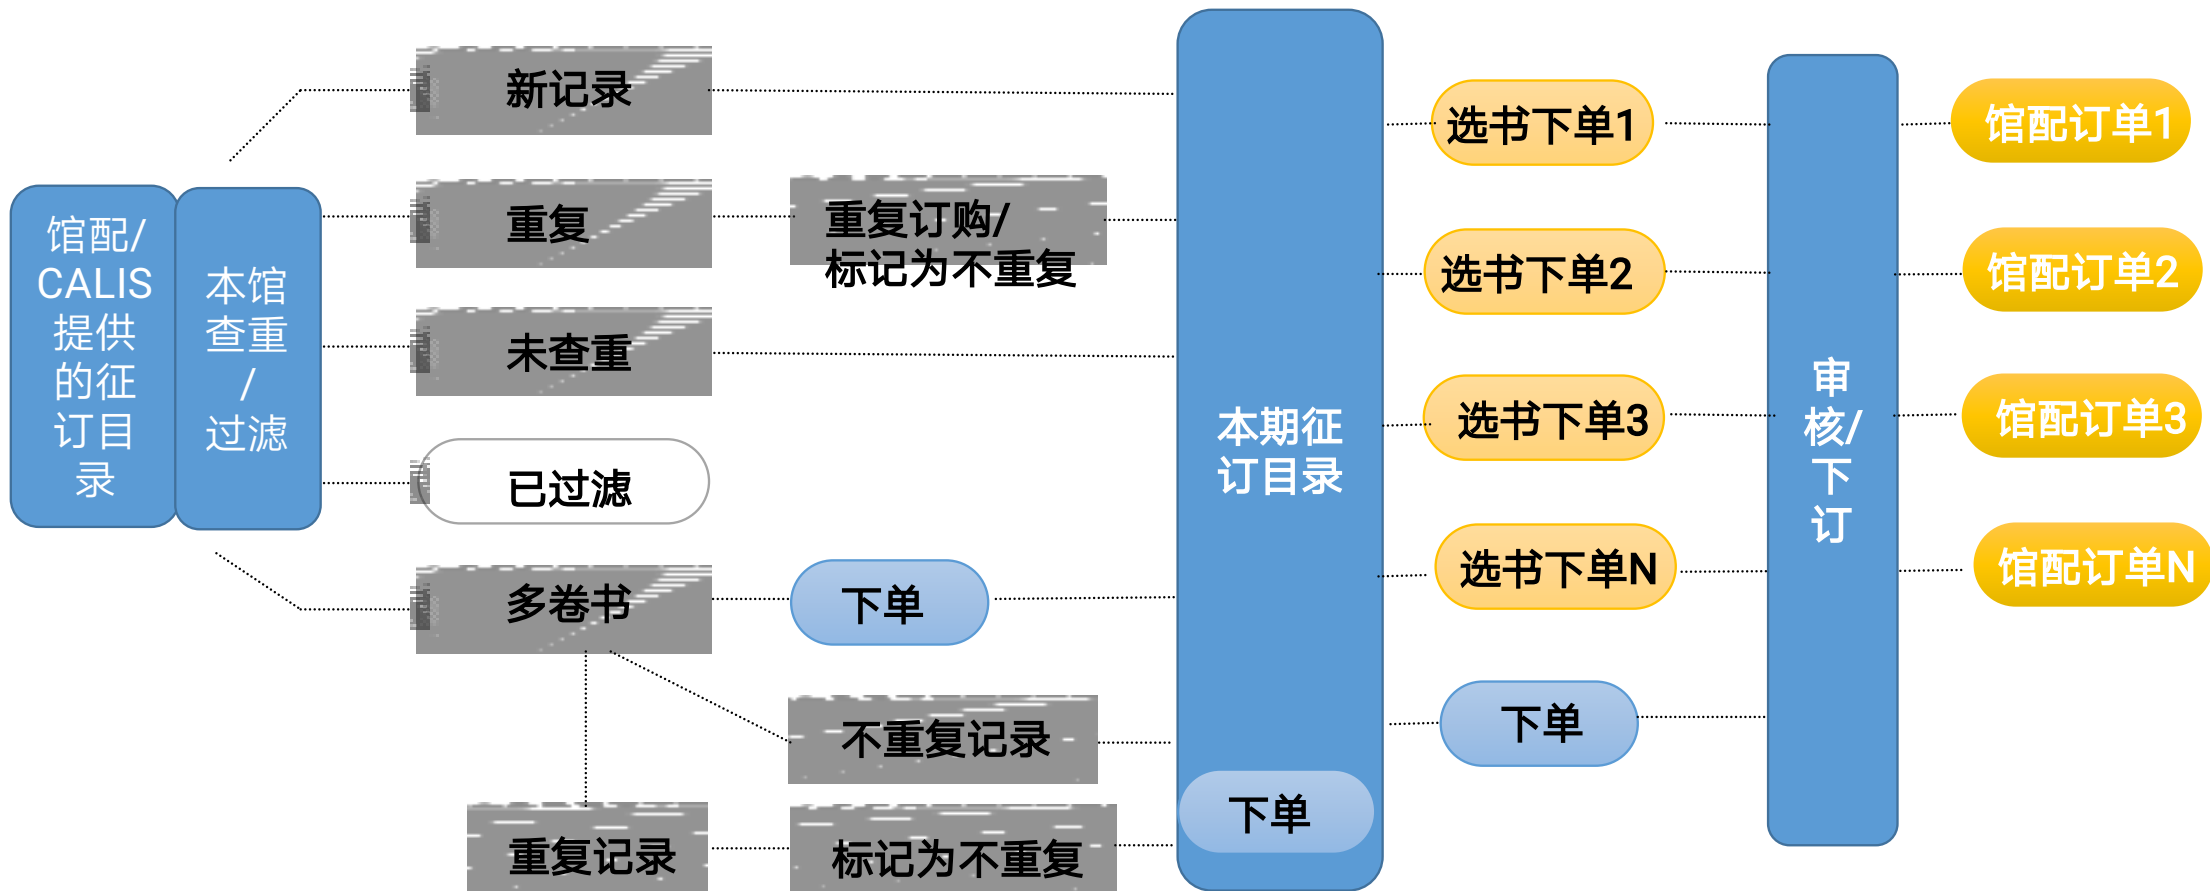 馆配/
CALIS
提供
的征
订目
录
本馆
查重
/
过滤
新记录
重复
未查重
已过滤
多卷书
重复记录
重复订购/
标记为不重复
下单
不重复记录
标记为不重复
本期征
订目录
下单
选书下单1
选书下单2
选书下单3
选书下单N
下单
审
核/
下
订
馆配订单1
馆配订单2
馆配订单3
馆配订单N